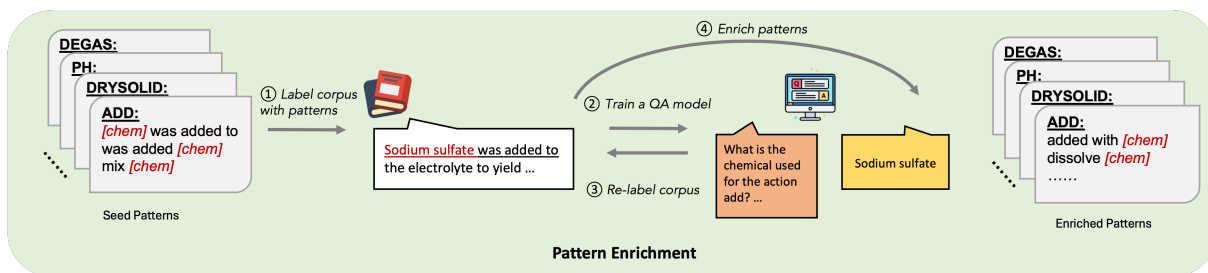 DEGAS:
PH:
DRYSOLID:
ADD:
[chem] was added to
was added [chem]
mix [chem]
......
Seed Patterns
① Label corpus
with patterns
Sodium sulfate was added to
the electrolyte to yield ...
② Train a QA model
③ Re-label corpus
④ Enrich patterns
Q
A
What is the
chemical used
for the action
add? ...
Sodium sulfate
DEGAS:
PH:
DRYSOLID:
ADD:
added with [chem]
dissolve [chem]
......
Enriched Patterns
Pattern Enrichment